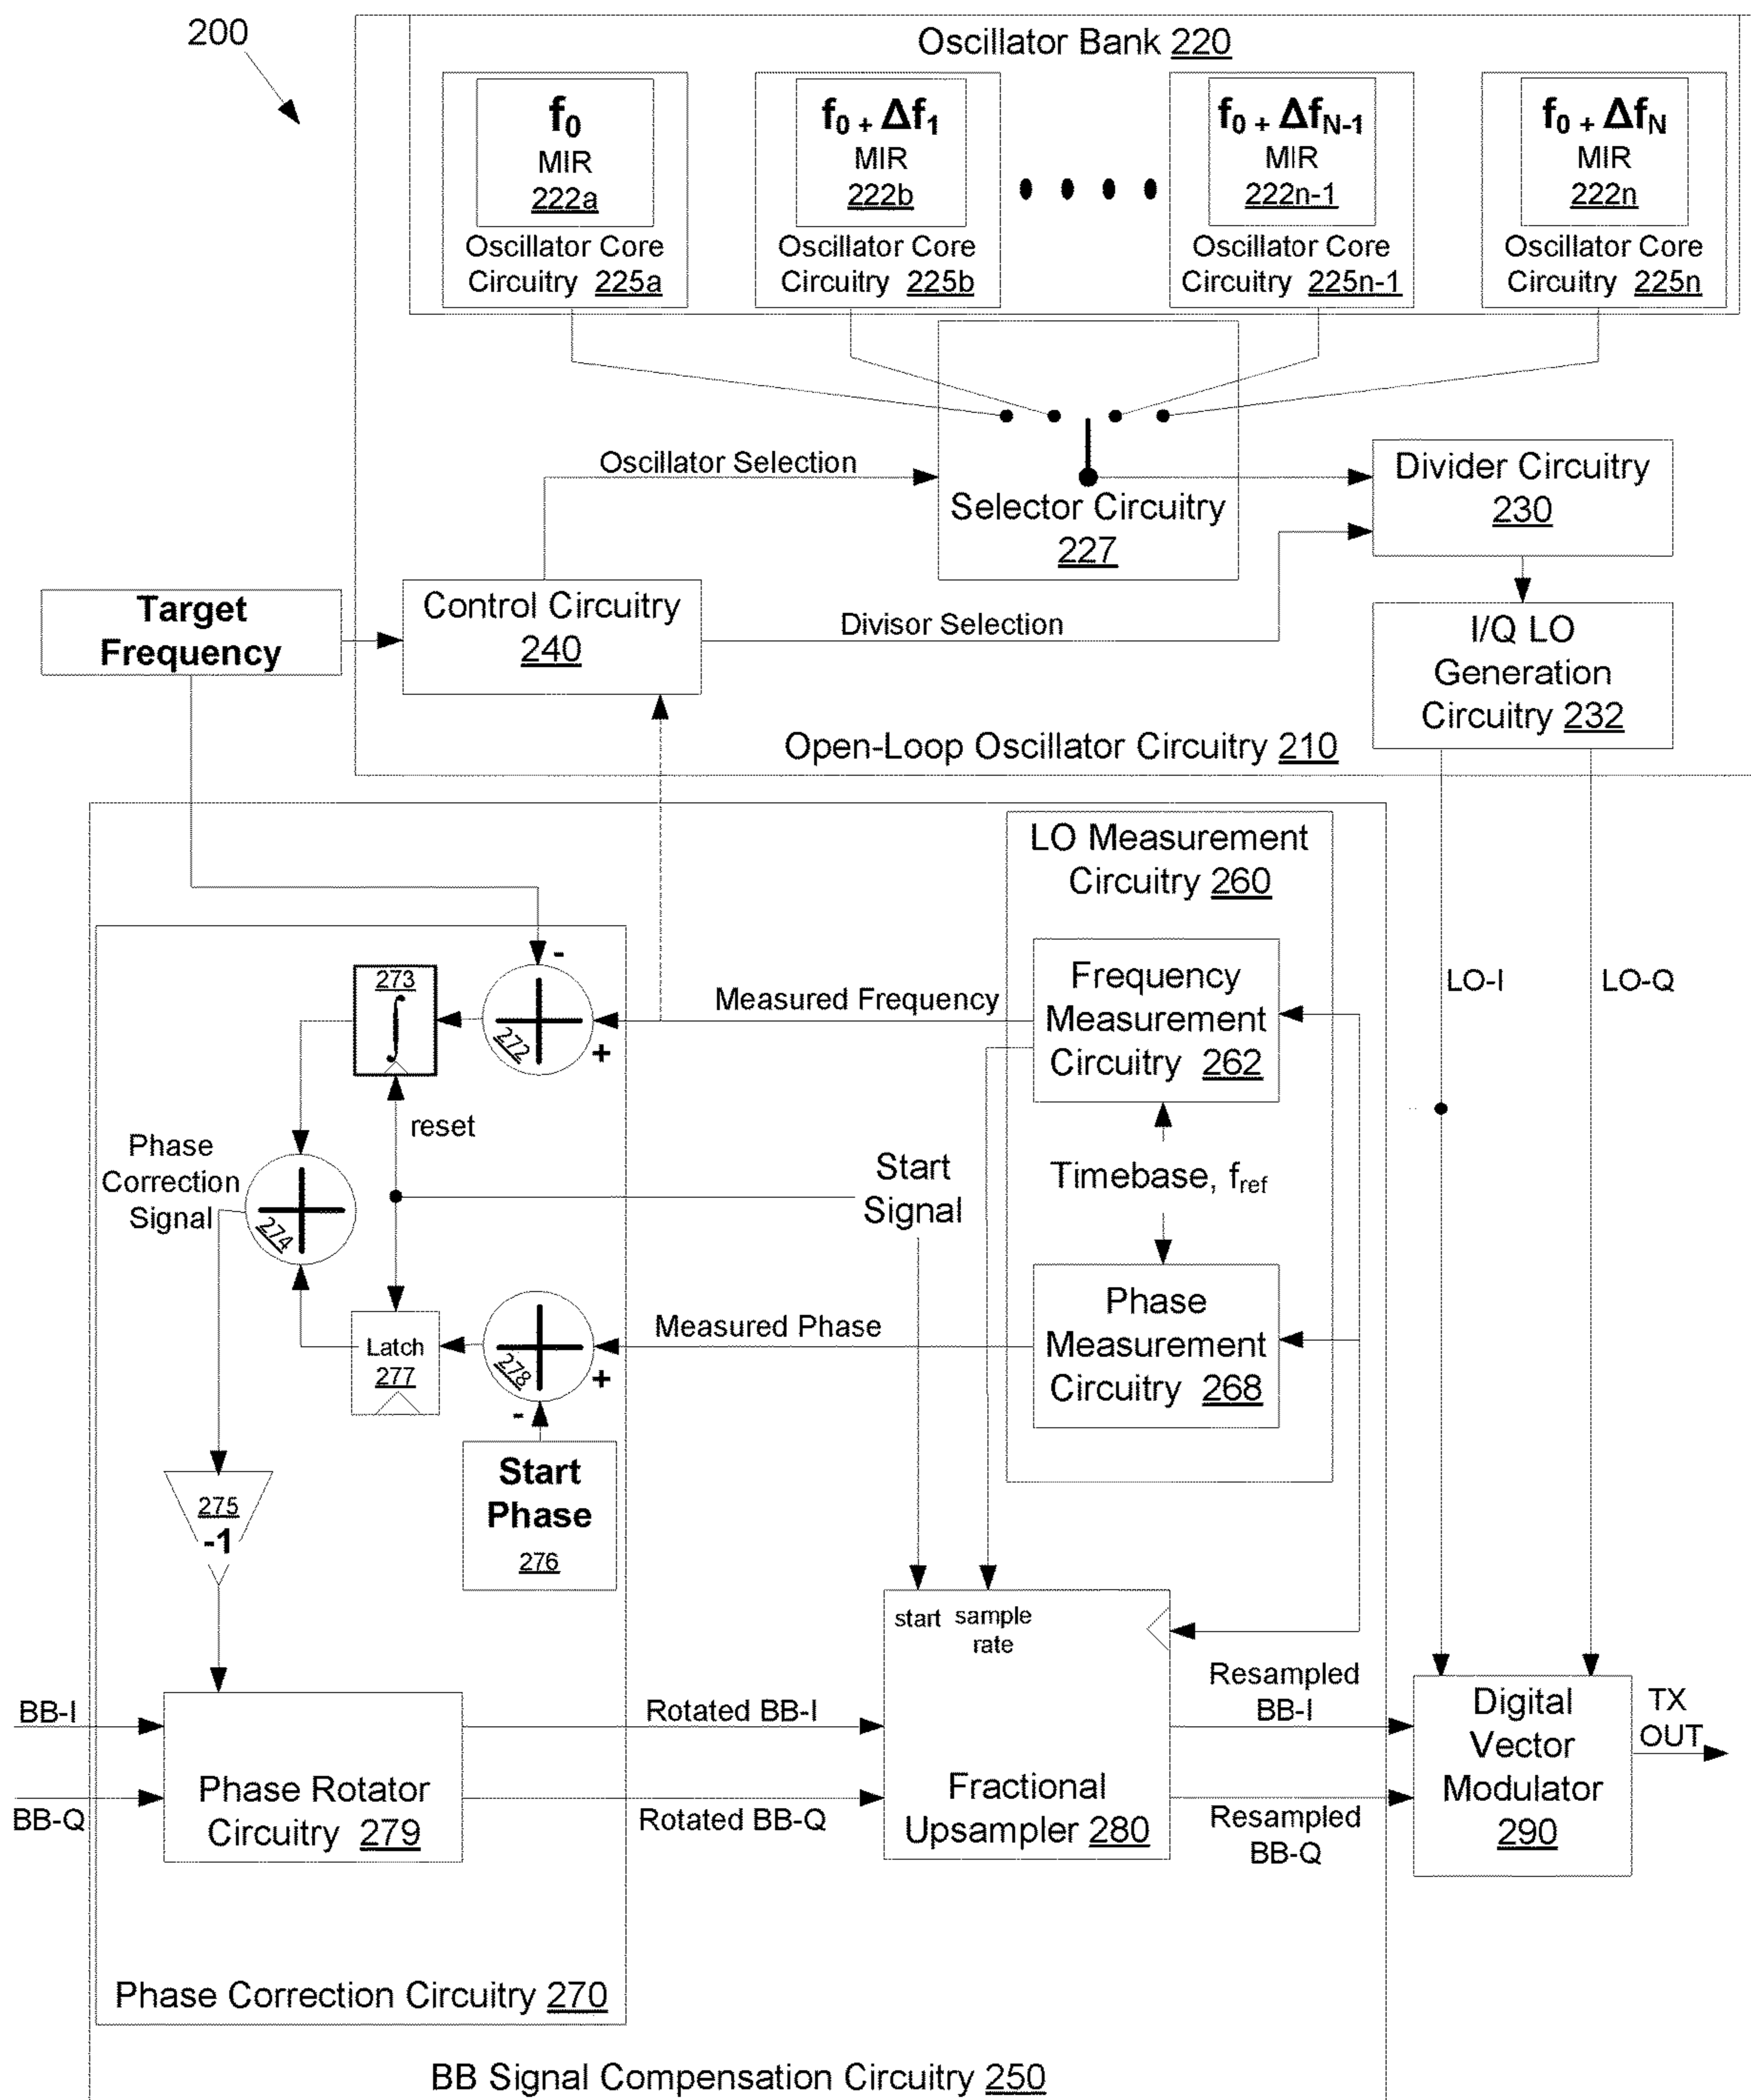 200
Oscillator Bank 220
f0
MIR
222a
Oscillator Core
Circuitry 225a
f0 + Δf1
MIR
222b
Oscillator Core
Circuitry 225b
f0 + ΔfN-1
MIR
222n-1
Oscillator Core
Circuitry 225n-1
f0 + ΔfN
MIR
222n
Oscillator Core
Circuitry 225n
Oscillator Selection
Selector Circuitry
227
Divider Circuitry
230
Target
Frequency
Control Circuitry
240
Divisor Selection
I/Q LO
Generation
Circuitry 232
Open-Loop Oscillator Circuitry 210
LO Measurement
Circuitry 260
-
273
∫
272
+
Measured Frequency
Frequency
Measurement
Circuitry 262
LO-I
LO-Q
reset
Phase
Correction
Signal
274
Start
Signal
Timebase, fref
Latch
277
278
+
-
Measured Phase
Phase
Measurement
Circuitry 268
Start
Phase
276
275
-1
start
sample
rate
BB-I
BB-Q
Phase Rotator
Circuitry 279
Rotated BB-I
Rotated BB-Q
Fractional
Upsampler 280
Resampled
BB-I
Resampled
BB-Q
Digital
Vector
Modulator
290
TX
OUT
Phase Correction Circuitry 270
BB Signal Compensation Circuitry 250